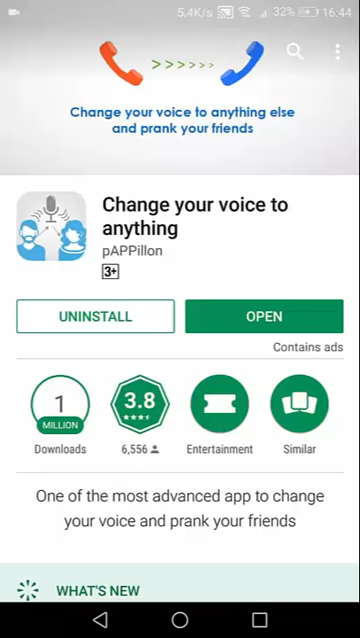 5.4K/s 32% 16:44
>>>>>>
Change your voice to anything else
and prank your friends
Change your voice to
anything
pAPPillon
3+
UNINSTALL OPEN
Contains ads
1
MILLION
3.8
Downloads 6,556 Entertainment Similar
One of the most advanced app to change
your voice and prank your friends
WHAT'S NEW